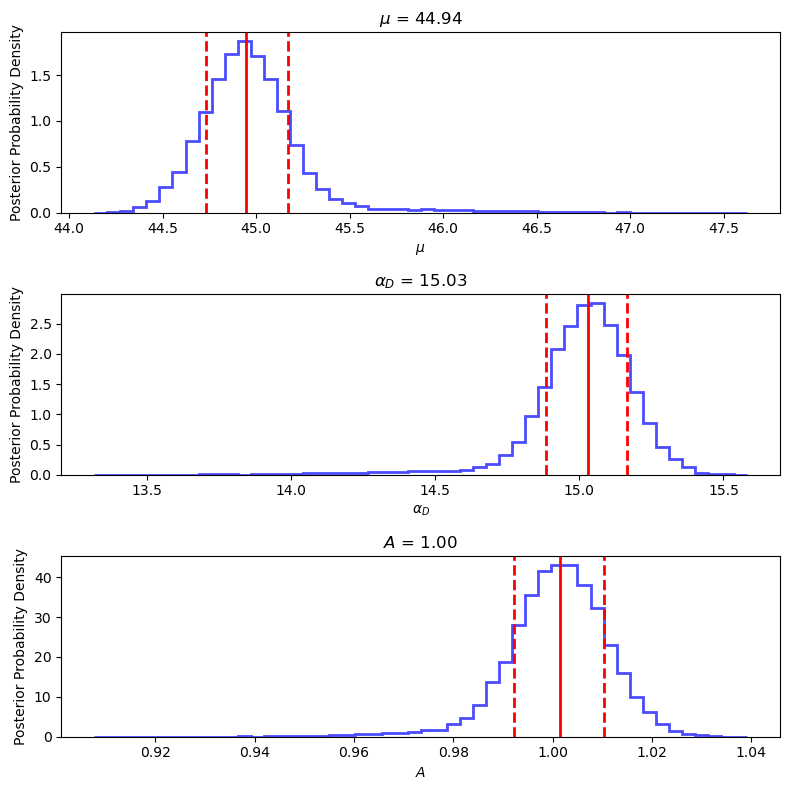 μ = 44.94
Posterior Probability Density
1.5
1.0
0.5
0.0
44.0 44.5 45.0 45.5 46.0 46.5 47.0 47.5
μ
α_D = 15.03
Posterior Probability Density
2.5
2.0
1.5
1.0
0.5
0.0
13.5 14.0 14.5 15.0 15.5
α_D
A = 1.00
Posterior Probability Density
40
30
20
10
0
0.92 0.94 0.96 0.98 1.00 1.02 1.04
A